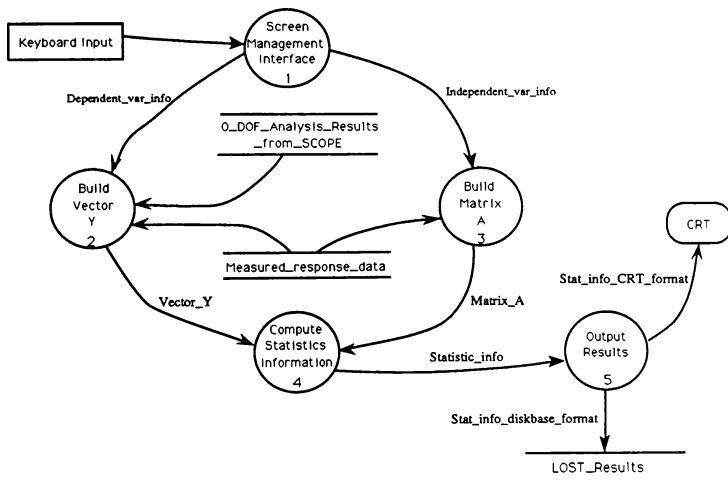 Keyboard Input
Screen
Management
Interface
1
Dependent_var_info
Independent_var_info
0_DOF_Analysis_Results
_from_SCOPE
Build
Vector
Y
2
Build
Matrix
A
3
CRT
Measured_response_data
Stat_info_CRT_format
Vector_Y
Matrix_A
Compute
Statistics
Information
4
Statistic_info
Output
Results
5
Stat_info_diskbase_format
LOST_Results